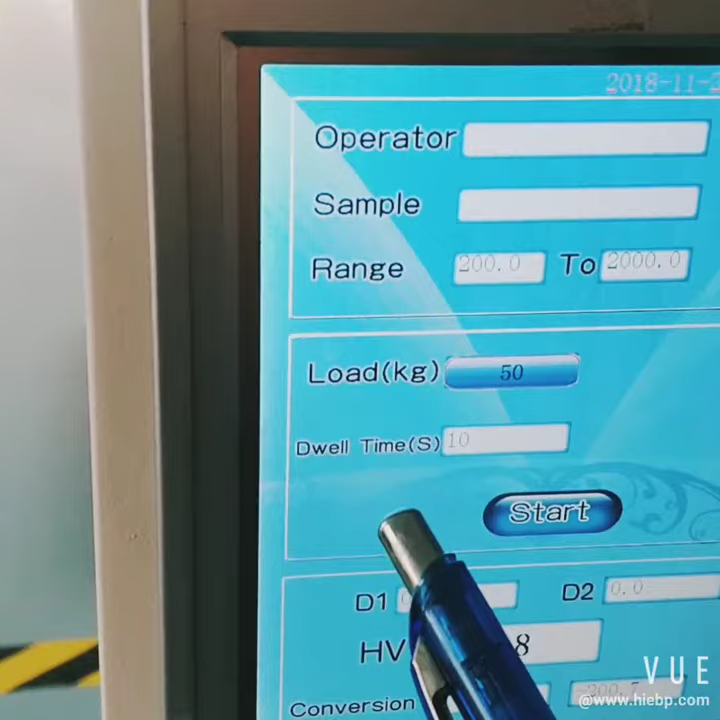 2018-11-2
Operator
Sample
Range 200.0 To 2000.0
Load(kg) 50
Dwell Time(S) 10
Start
D1 D2 0.0
HV 8
Conversion
VUE
@www.hiebp.com